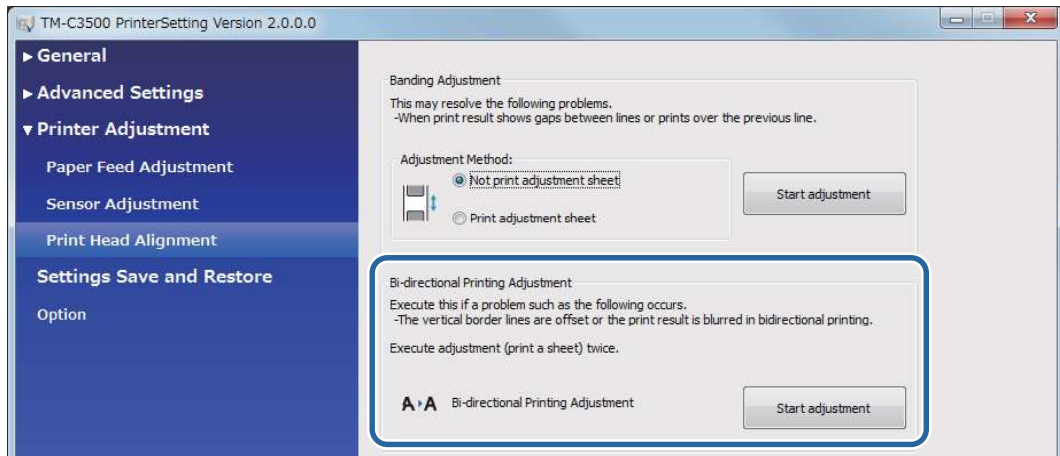 TM-C3500 PrinterSetting Version 2.0.0.0
General
Advanced Settings
Printer Adjustment
Paper Feed Adjustment
Sensor Adjustment
Print Head Alignment
Settings Save and Restore
Option
Banding Adjustment
This may resolve the following problems.
-When print result shows gaps between lines or prints over the previous line.
Adjustment Method:
Not print adjustment sheet
Print adjustment sheet
Start adjustment
Bi-directional Printing Adjustment
Execute this if a problem such as the following occurs.
-The vertical border lines are offset or the print result is blurred in bidirectional printing.
Execute adjustment (print a sheet) twice.
A A Bi-directional Printing Adjustment
Start adjustment